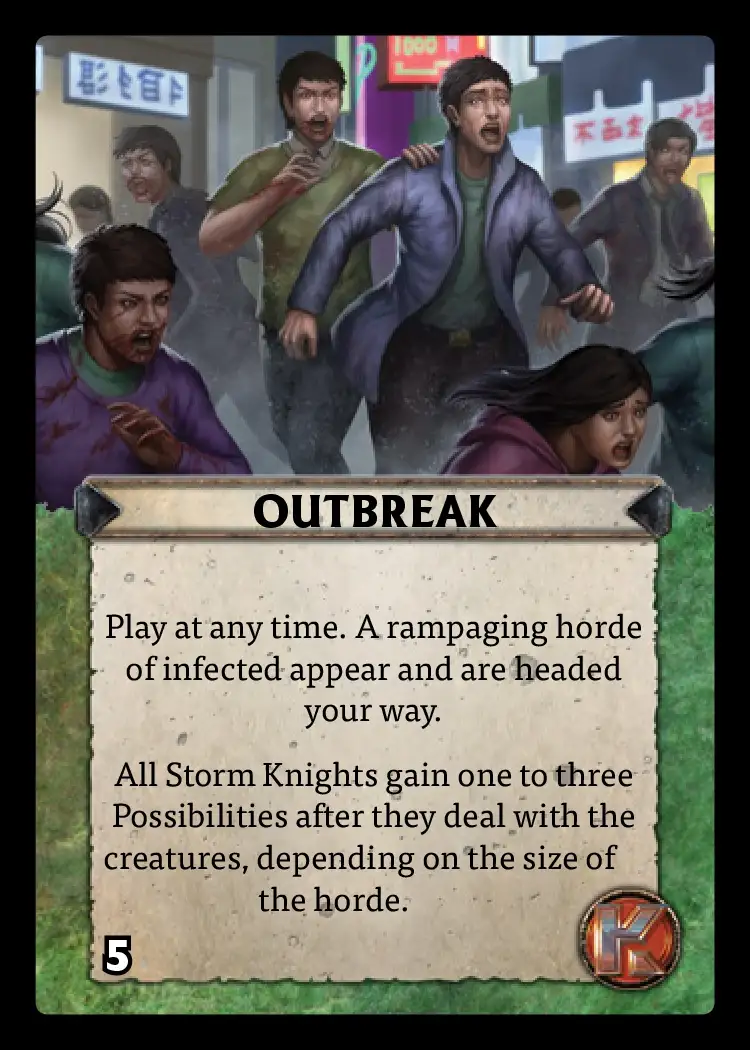 1000
OUTBREAK
Play at any time. A rampaging horde
of infected appear and are headed
your way.
All Storm Knights gain one to three
Possibilities after they deal with the
creatures, depending on the size of
the horde.
5
K